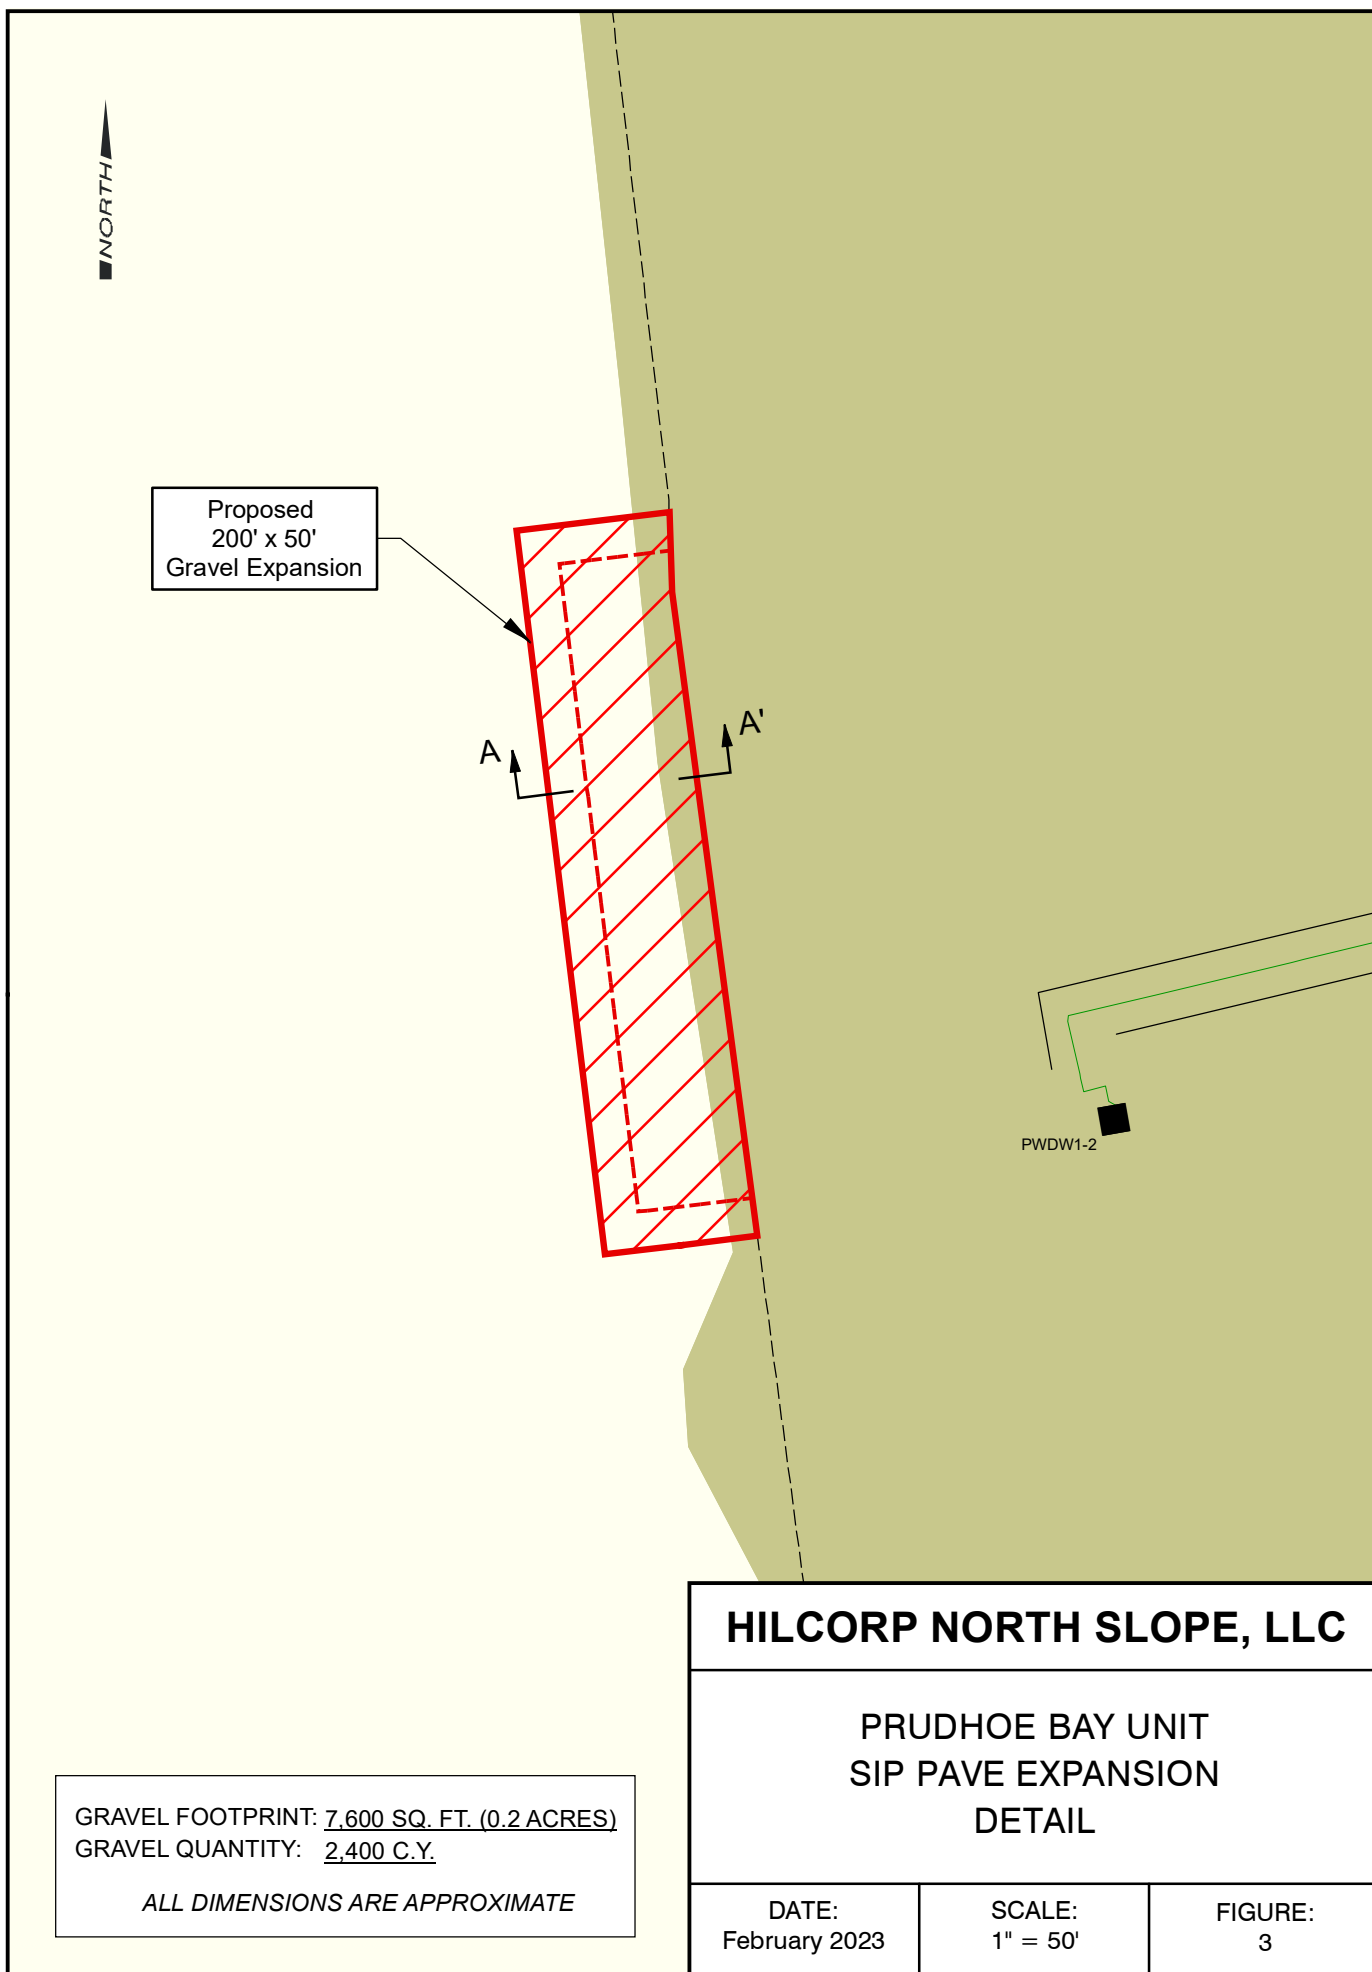 NORTH
Proposed
200' x 50'
Gravel Expansion
A
A'
PWDW1-2
HILCORP NORTH SLOPE, LLC
PRUDHOE BAY UNIT
SIP PAVE EXPANSION
DETAIL
GRAVEL FOOTPRINT: 7,600 SQ. FT. (0.2 ACRES)
GRAVEL QUANTITY: 2,400 C.Y.
ALL DIMENSIONS ARE APPROXIMATE
DATE:
February 2023
SCALE:
1" = 50'
FIGURE:
3